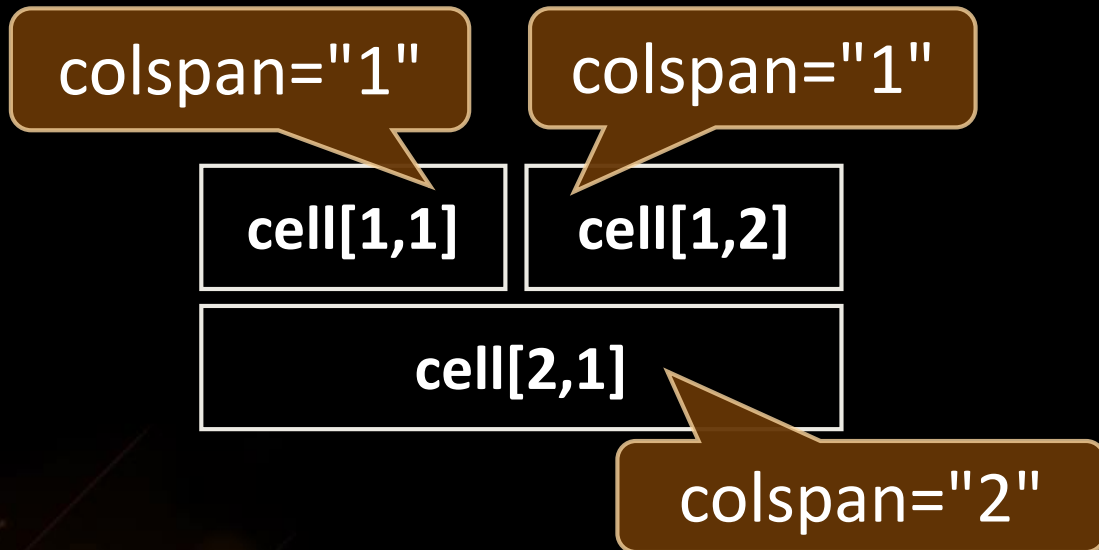 colspan="1"
colspan="1"
cell[1,1]
cell[1,2]
cell[2,1]
colspan="2"